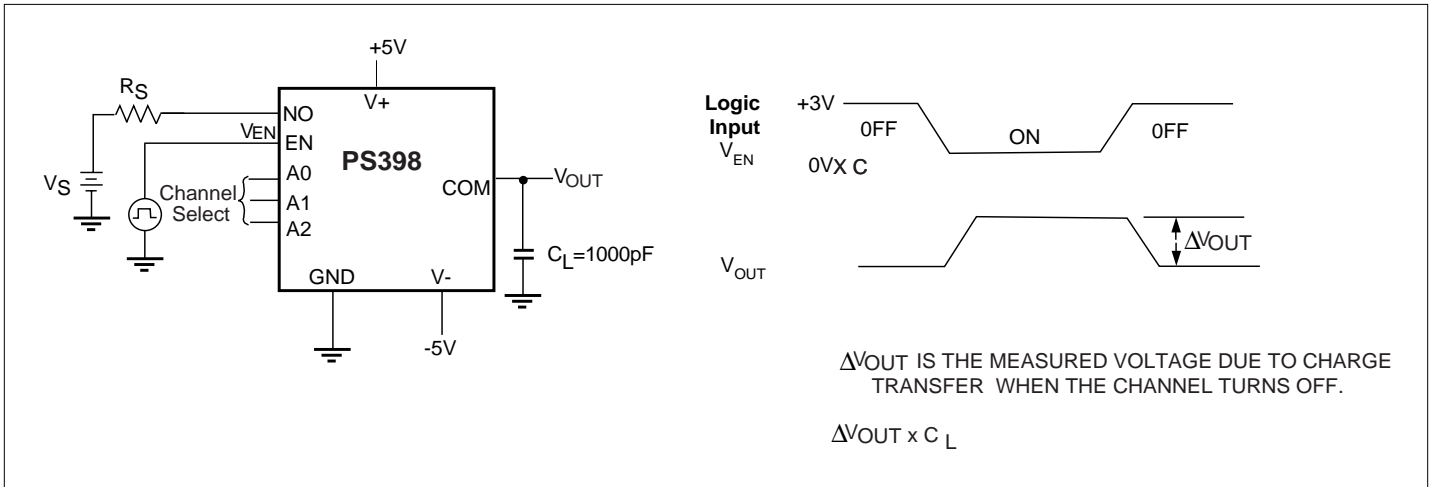 +5V
RS
V+
NO
VEN
EN
PS398
VS
A0
Channel
Select
A1
A2
COM
VOUT
CL=1000pF
GND
V-
-5V
Logic
Input
VEN
+3V
0FF
ON
0FF
0VX C
VOUT
ΔVOUT
ΔVOUT IS THE MEASURED VOLTAGE DUE TO CHARGE
TRANSFER WHEN THE CHANNEL TURNS OFF.
ΔVOUT x C L